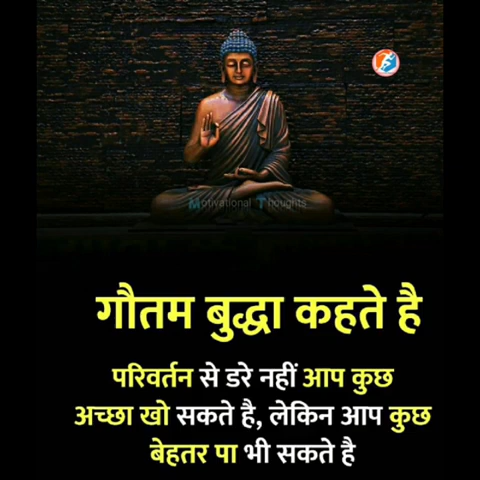 Motivational Thoughts
गौतम बुद्धा कहते है
परिवर्तन से डरे नहीं आप कुछ
अच्छा खो सकते है, लेकिन आप कुछ
बेहतर पा भी सकते है